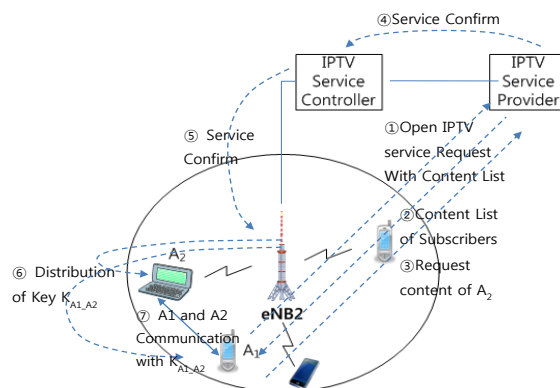 ④Service Confirm
IPTV
Service
Controller
IPTV
Service
Provider
①Open IPTV
service Request
With Content List
⑤ Service
Confirm
②Content List
of Subscribers
③Request
content of A2
A2
⑥ Distribution
of Key KA1_A2
eNB2
⑦ A1 and A2
Communication
with KA1_A2
A1